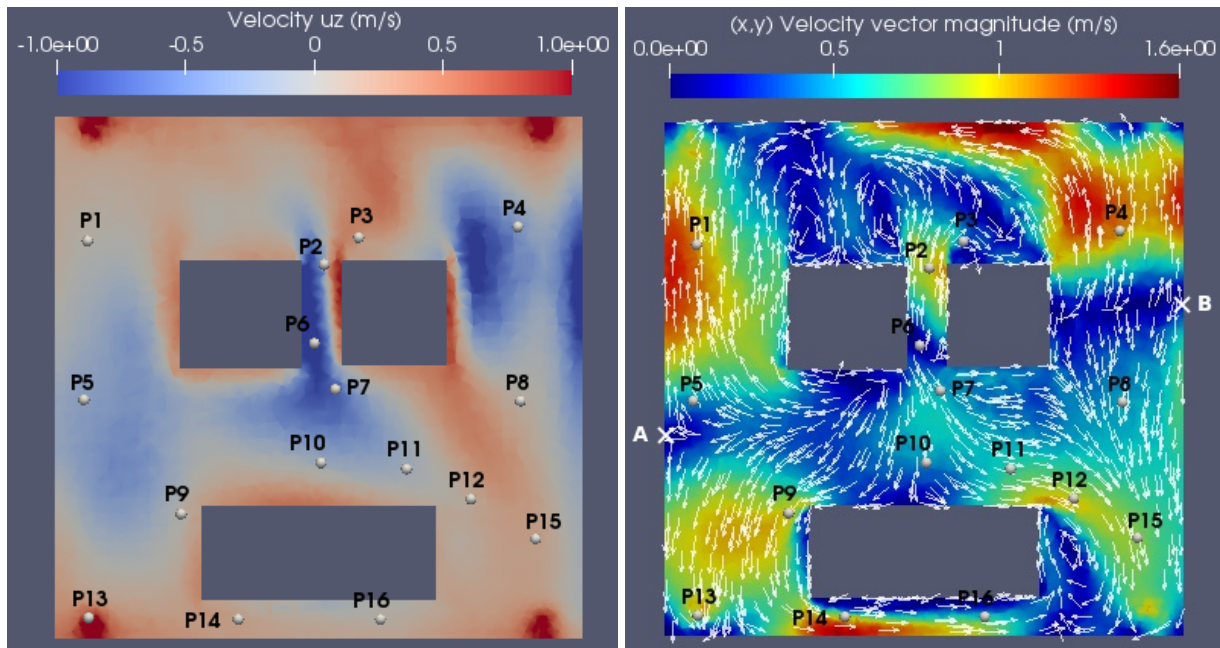 Velocity uz (m/s)
-1.0e+00 -0.5 0 0.5 1.0e+00
P1
P2
P3
P4
P5
P6
P7
P8
P9
P10
P11
P12
P13
P14
P15
P16
(x,y) Velocity vector magnitude (m/s)
0.0e+00 0.5 1 1.6e+00
P1
P2
P3
P4
B
P5
P6
P7
P8
A
P9
P10
P11
P12
P13
P14
P15
P16